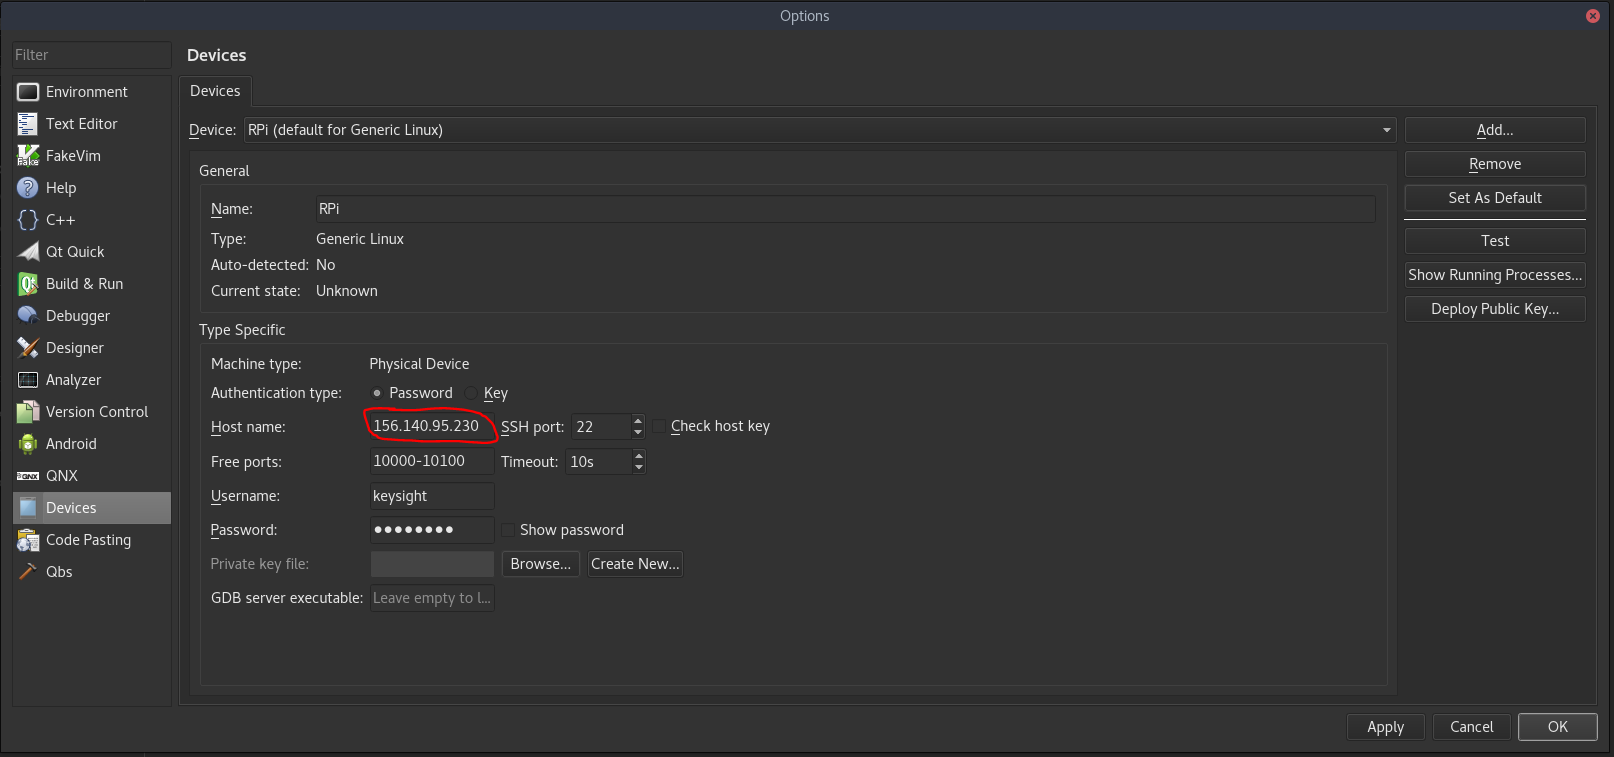 Options
Filter
Environment
Text Editor
FakeVim
Help
C++
Qt Quick
Build & Run
Debugger
Designer
Analyzer
Version Control
Android
QNX
Devices
Code Pasting
Qbs
Devices
Devices
Device: RPi (default for Generic Linux)
General
Name: RPi
Type: Generic Linux
Auto-detected: No
Current state: Unknown
Type Specific
Machine type: Physical Device
Authentication type: Password Key
Host name: 156.140.95.230 SSH port: 22 Check host key
Free ports: 10000-10100 Timeout: 10s
Username: keysight
Password: ●●●●●●●● Show password
Private key file: Browse... Create New...
GDB server executable: Leave empty to l...
Add...
Remove
Set As Default
Test
Show Running Processes...
Deploy Public Key...
Apply Cancel OK